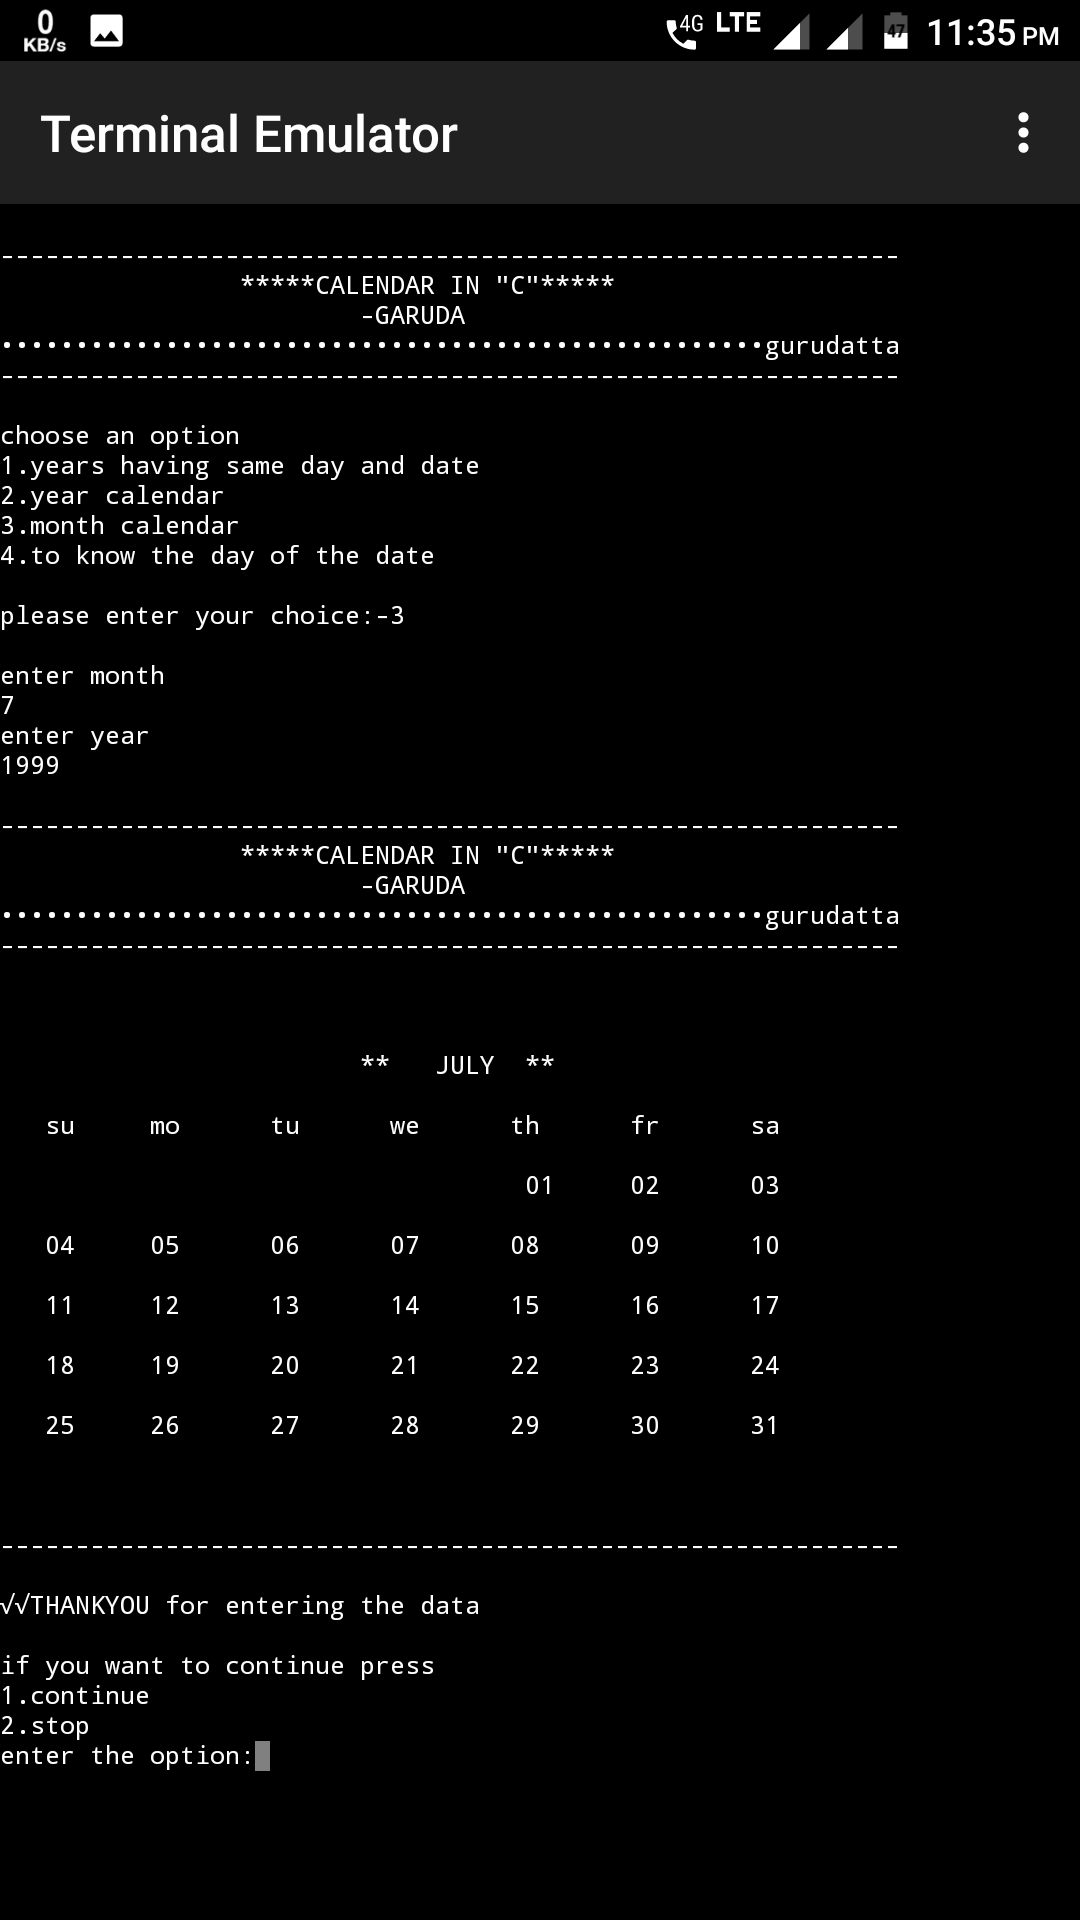 0 KB/s 4G LTE 47 11:35 PM
Terminal Emulator
------------------------------------------------------------
*****CALENDAR IN "C"*****
-GARUDA
•••••••••••••••••••••••••••••••••••••••••••••••gurudatta
------------------------------------------------------------
choose an option
1.years having same day and date
2.year calendar
3.month calendar
4.to know the day of the date
please enter your choice:-3
enter month
7
enter year
1999
------------------------------------------------------------
*****CALENDAR IN "C"*****
-GARUDA
•••••••••••••••••••••••••••••••••••••••••••••••gurudatta
------------------------------------------------------------
** JULY **
su mo tu we th fr sa
01 02 03
04 05 06 07 08 09 10
11 12 13 14 15 16 17
18 19 20 21 22 23 24
25 26 27 28 29 30 31
------------------------------------------------------------
√√THANKYOU for entering the data
if you want to continue press
1.continue
2.stop
enter the option: